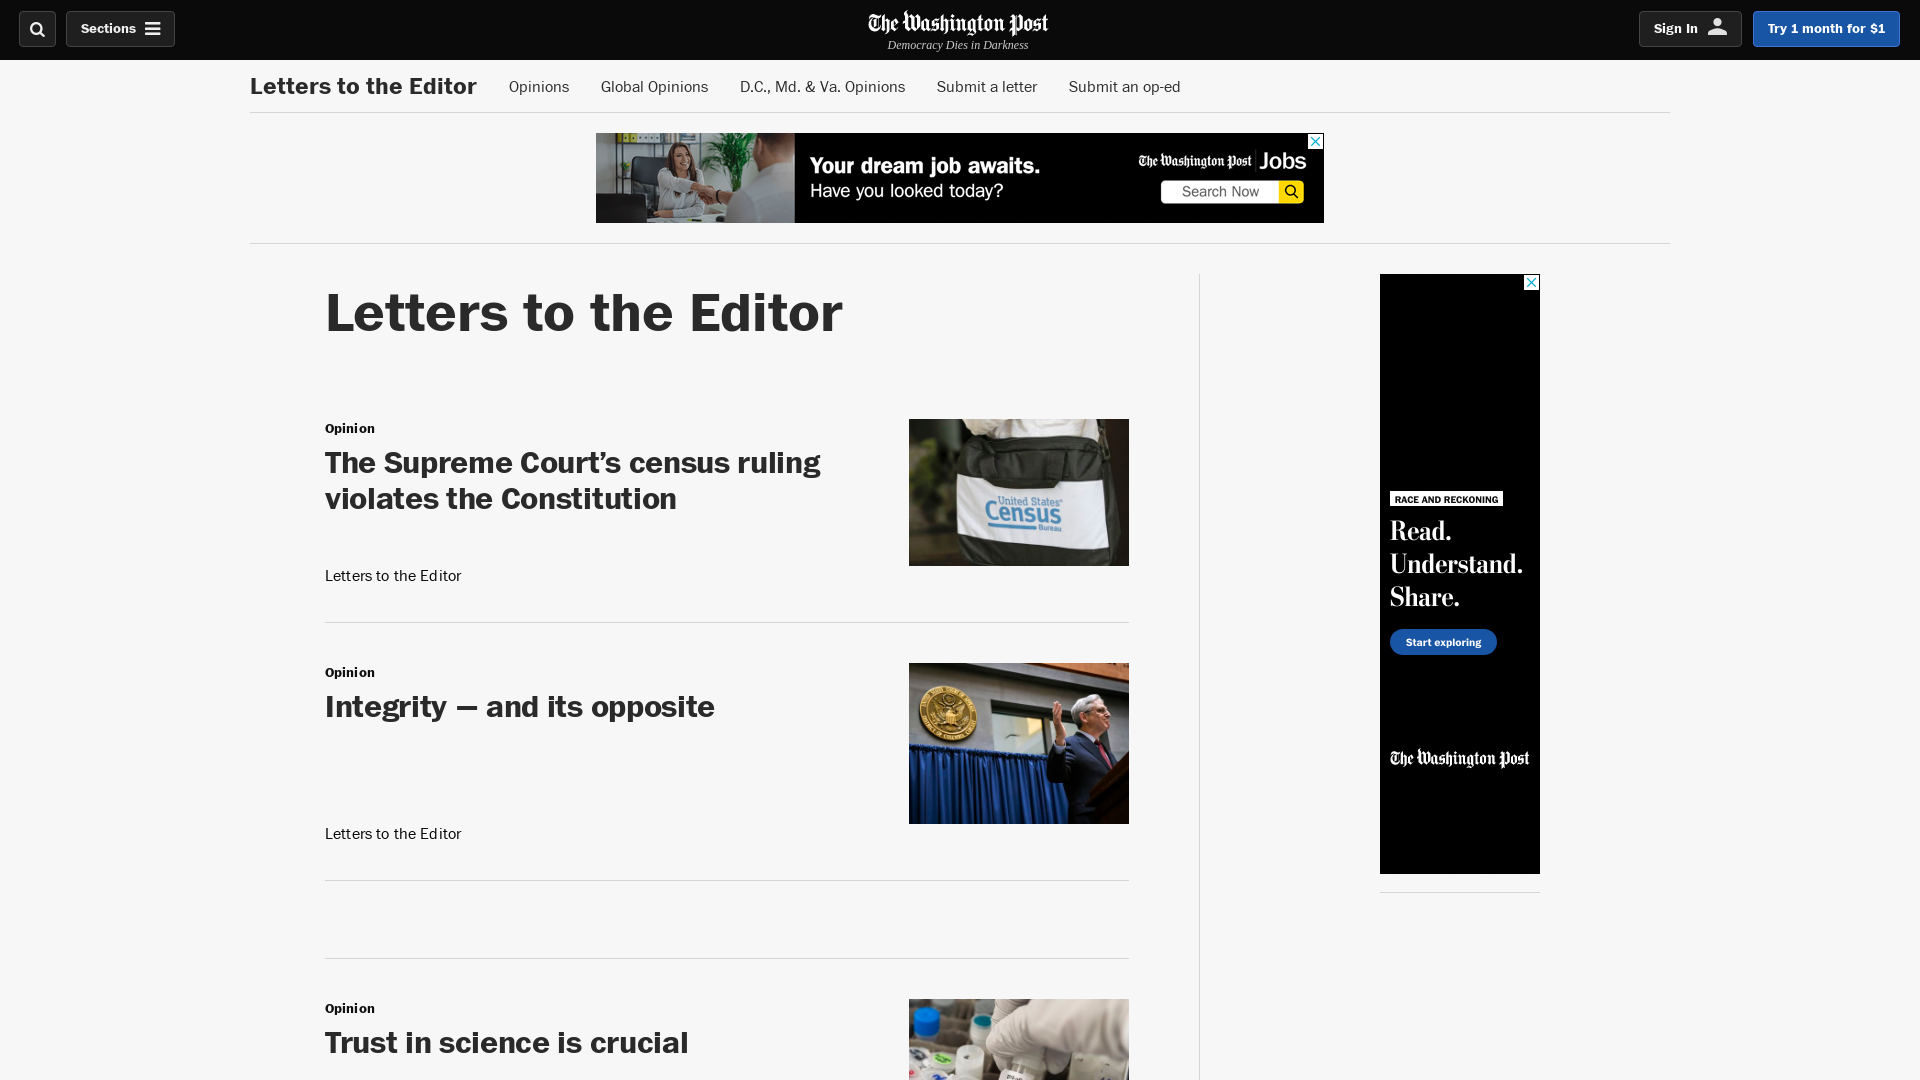 Sections
The Washington Post
Democracy Dies in Darkness
Sign In
Try 1 month for $1
Letters to the Editor
Opinions
Global Opinions
D.C., Md. & Va. Opinions
Submit a letter
Submit an op-ed
Your dream job awaits.
Have you looked today?
The Washington Post Jobs
Search Now
Letters to the Editor
Opinion
The Supreme Court’s census ruling
violates the Constitution
United States®
Census
Bureau
Letters to the Editor
Opinion
Integrity — and its opposite
Letters to the Editor
Opinion
Trust in science is crucial
RACE AND RECKONING
Read.
Understand.
Share.
Start exploring
The Washington Post